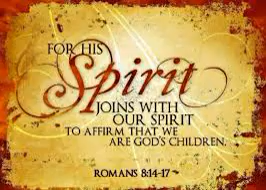 FOR HIS
Spirit
JOINS WITH
OUR SPIRIT
TO AFFIRM THAT WE
ARE GOD'S CHILDREN.
ROMANS 8:14-17